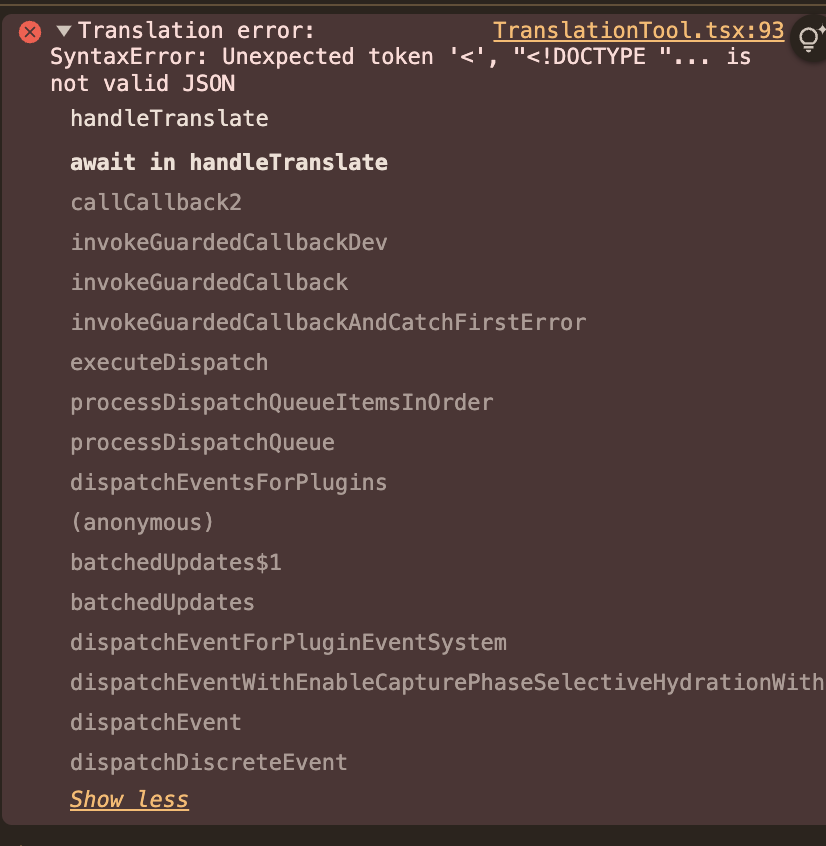 Translation error: TranslationTool.tsx:93
SyntaxError: Unexpected token '<', "<!DOCTYPE "... is
not valid JSON
handleTranslate
await in handleTranslate
callCallback2
invokeGuardedCallbackDev
invokeGuardedCallback
invokeGuardedCallbackAndCatchFirstError
executeDispatch
processDispatchQueueItemsInOrder
processDispatchQueue
dispatchEventsForPlugins
(anonymous)
batchedUpdates$1
batchedUpdates
dispatchEventForPluginEventSystem
dispatchEventWithEnableCapturePhaseSelectiveHydrationWith
dispatchEvent
dispatchDiscreteEvent
Show less